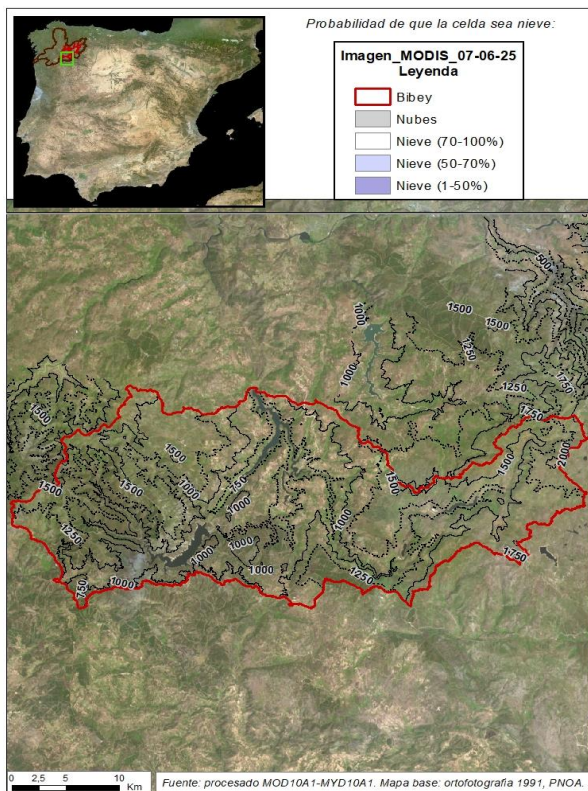 Probabilidad de que la celda sea nieve:
Imagen_MODIS_07-06-25
Leyenda
Bibey
Nubes
Nieve (70-100%)
Nieve (50-70%)
Nieve (1-50%)
500
1000
1500
1500
1250
1000
1750
1250
1750
1500
2000
1500
1500
1000
1500
750
1000
1500
1500
1250
1000
1000
1000
1000
1250
1750
750
1000
0 2,5 5 10
Km
Fuente: procesado MOD10A1-MYD10A1. Mapa base: ortofotografía 1991, PNOA.